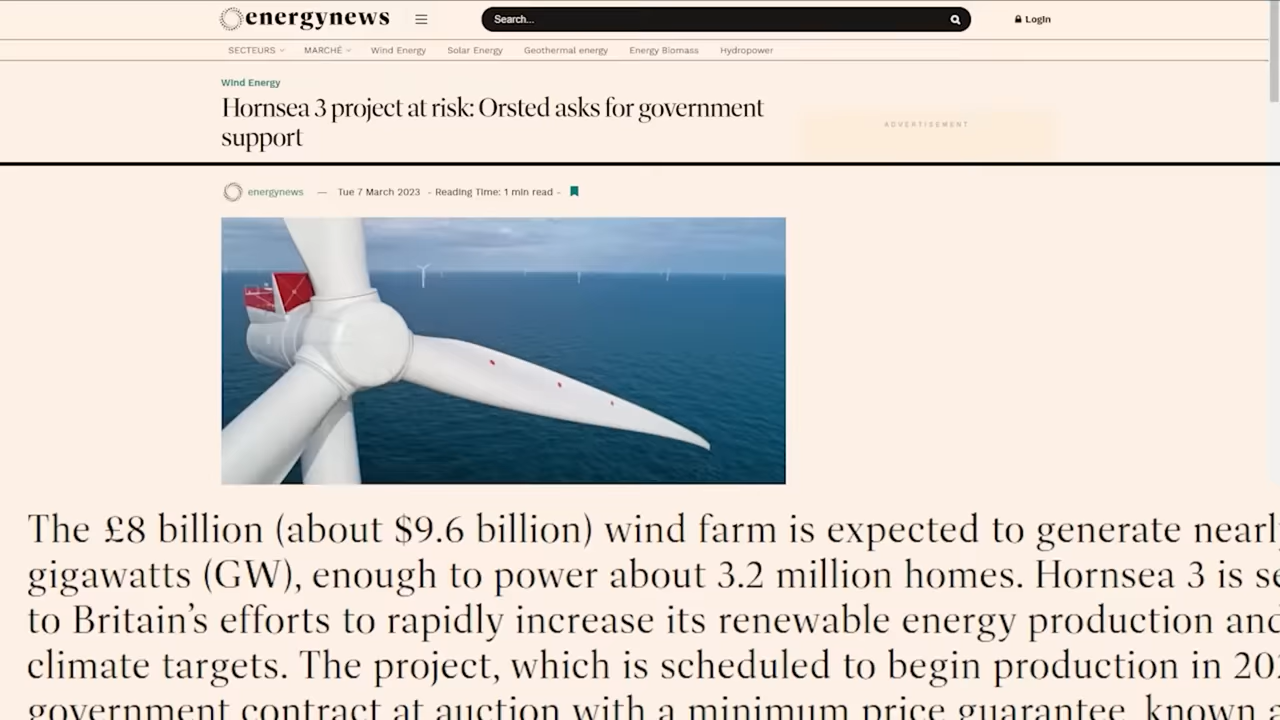 energynews
Search...
Login
SECTEURS MARCHÉ Wind Energy Solar Energy Geothermal energy Energy Biomass Hydropower
Wind Energy
Hornsea 3 project at risk: Orsted asks for government
support
ADVERTISEMENT
energynews — Tue 7 March 2023 - Reading Time: 1 min read -
The £8 billion (about $9.6 billion) wind farm is expected to generate
gigawatts (GW), enough to power about 3.2 million homes. Hornsea 3 is
to Britain's efforts to rapidly increase its renewable energy production
climate targets. The project, which is scheduled to begin production in
government contract at auction with a minimum price guarantee, known